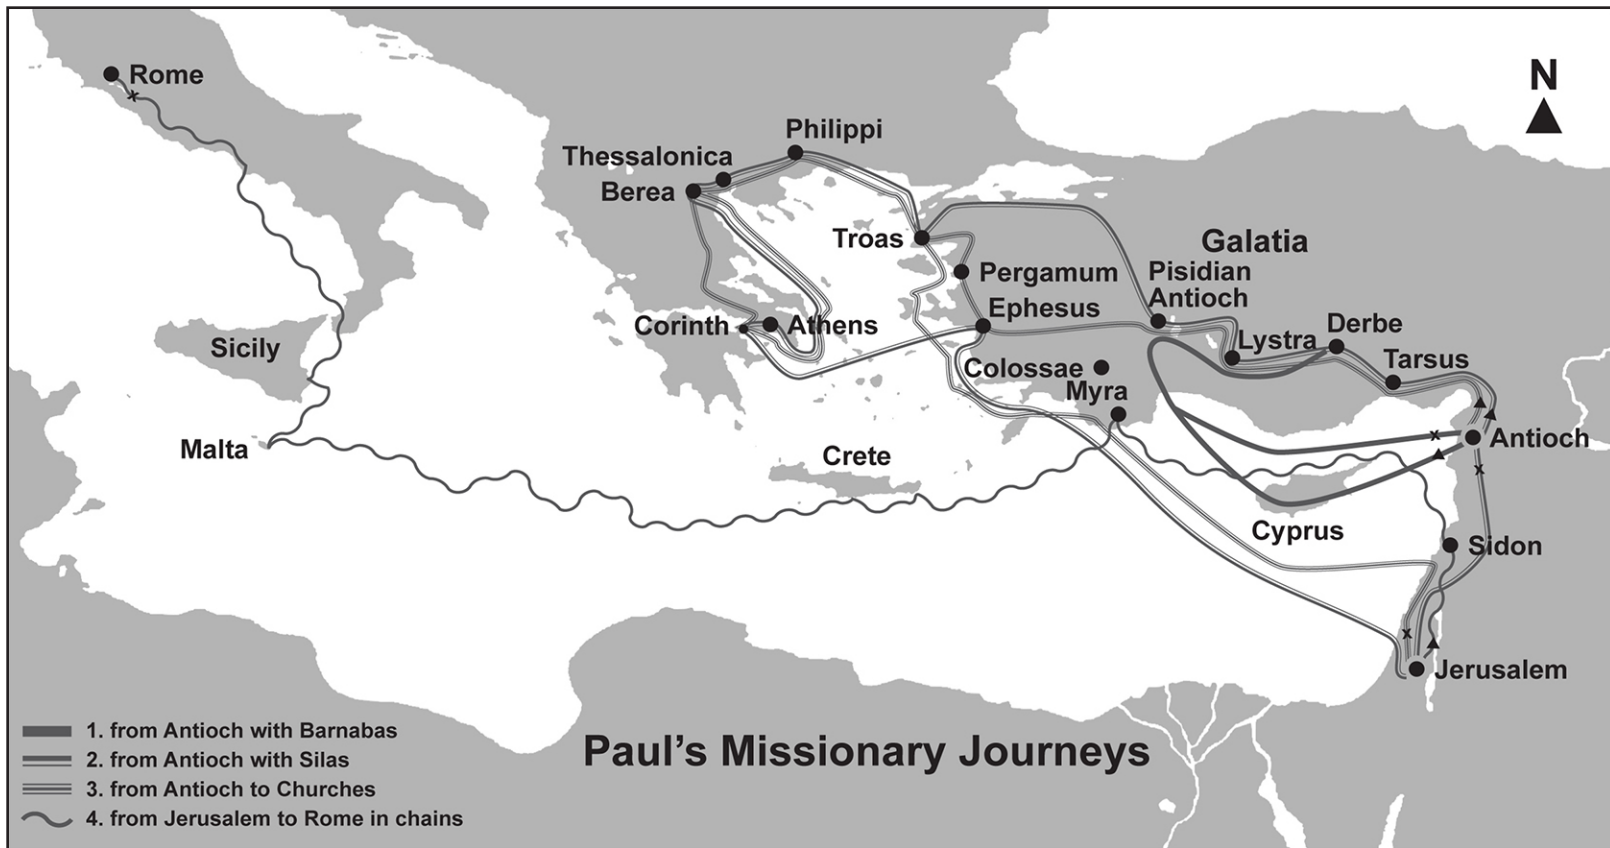 N
Rome
Philippi
Thessalonica
Berea
Troas
Galatia
Pergamum
Pisidian
Antioch
Ephesus
Corinth
Athens
Lystra
Derbe
Sicily
Colossae
Tarsus
Myra
Malta
Antioch
Crete
Cyprus
Sidon
Jerusalem
Paul’s Missionary Journeys
1. from Antioch with Barnabas
2. from Antioch with Silas
3. from Antioch to Churches
4. from Jerusalem to Rome in chains